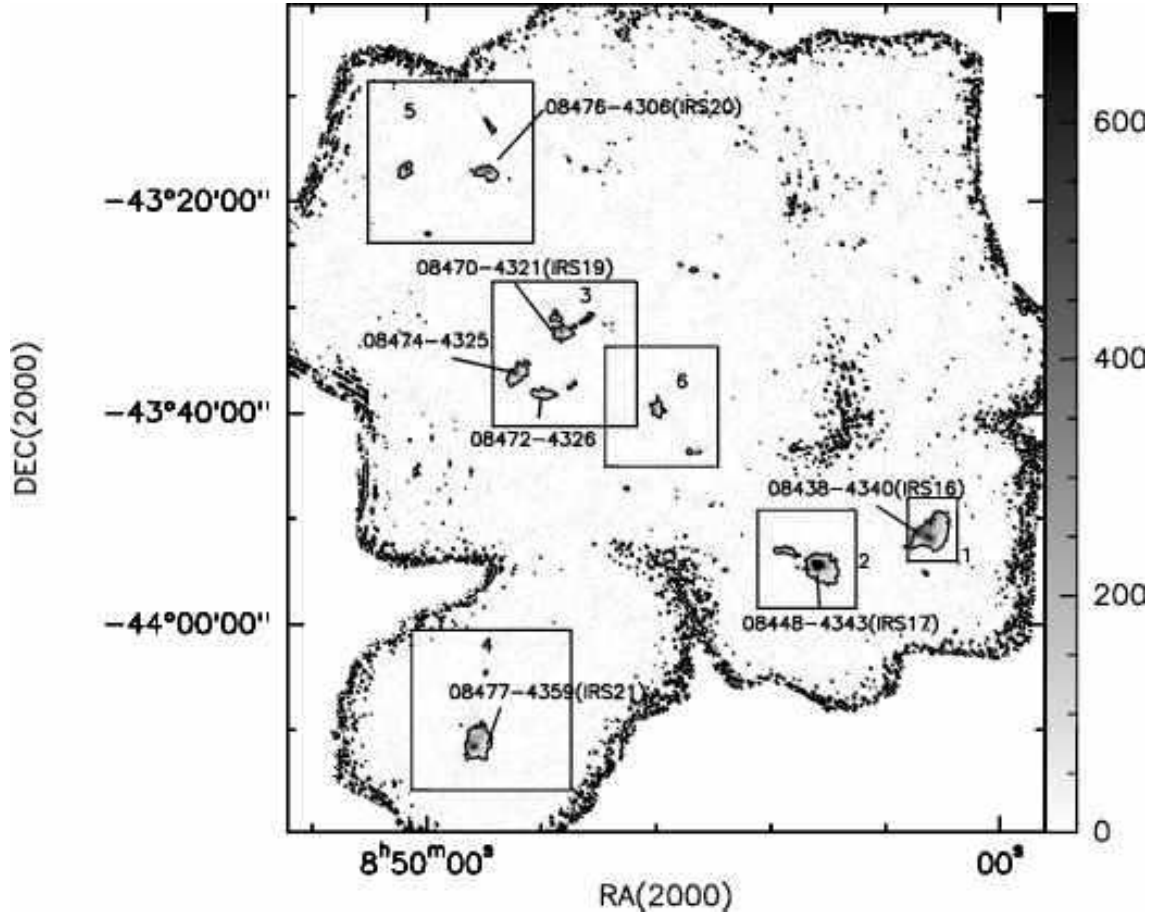 5
08476-4306(IRS20)
600
-43°20'00"
08470-4321(IRS19)
3
08474-4325
400
6
-43°40'00"
08472-4326
08438-4340(IRS16)
2
1
200
-44°00'00"
08448-4343(IRS17)
4
08477-4359(IRS21)
0
8ʰ50ᵐ00ˢ
00ˢ
RA(2000)
DEC(2000)